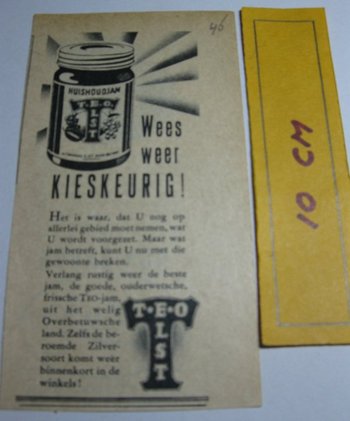 46
HUISHOUDJAM
T.E.O.
ELST
Wees
weer
KIESKEURIG!
Het is waar, dat U nog op
allerlei gebied moet nemen, wat
U wordt voorgezet. Maar wat
jam betreft, kunt U nu met die
gewoonte breken.
Verlang rustig weer de beste
jam, de goede, ouderwetsche,
frissche TEO-jam,
uit het welig
Overbetuwsche
land. Zelfs de be-
roemde Zilver-
soort komt weer
binnenkort in de
winkels!
T·E·O
ELST
10 CM